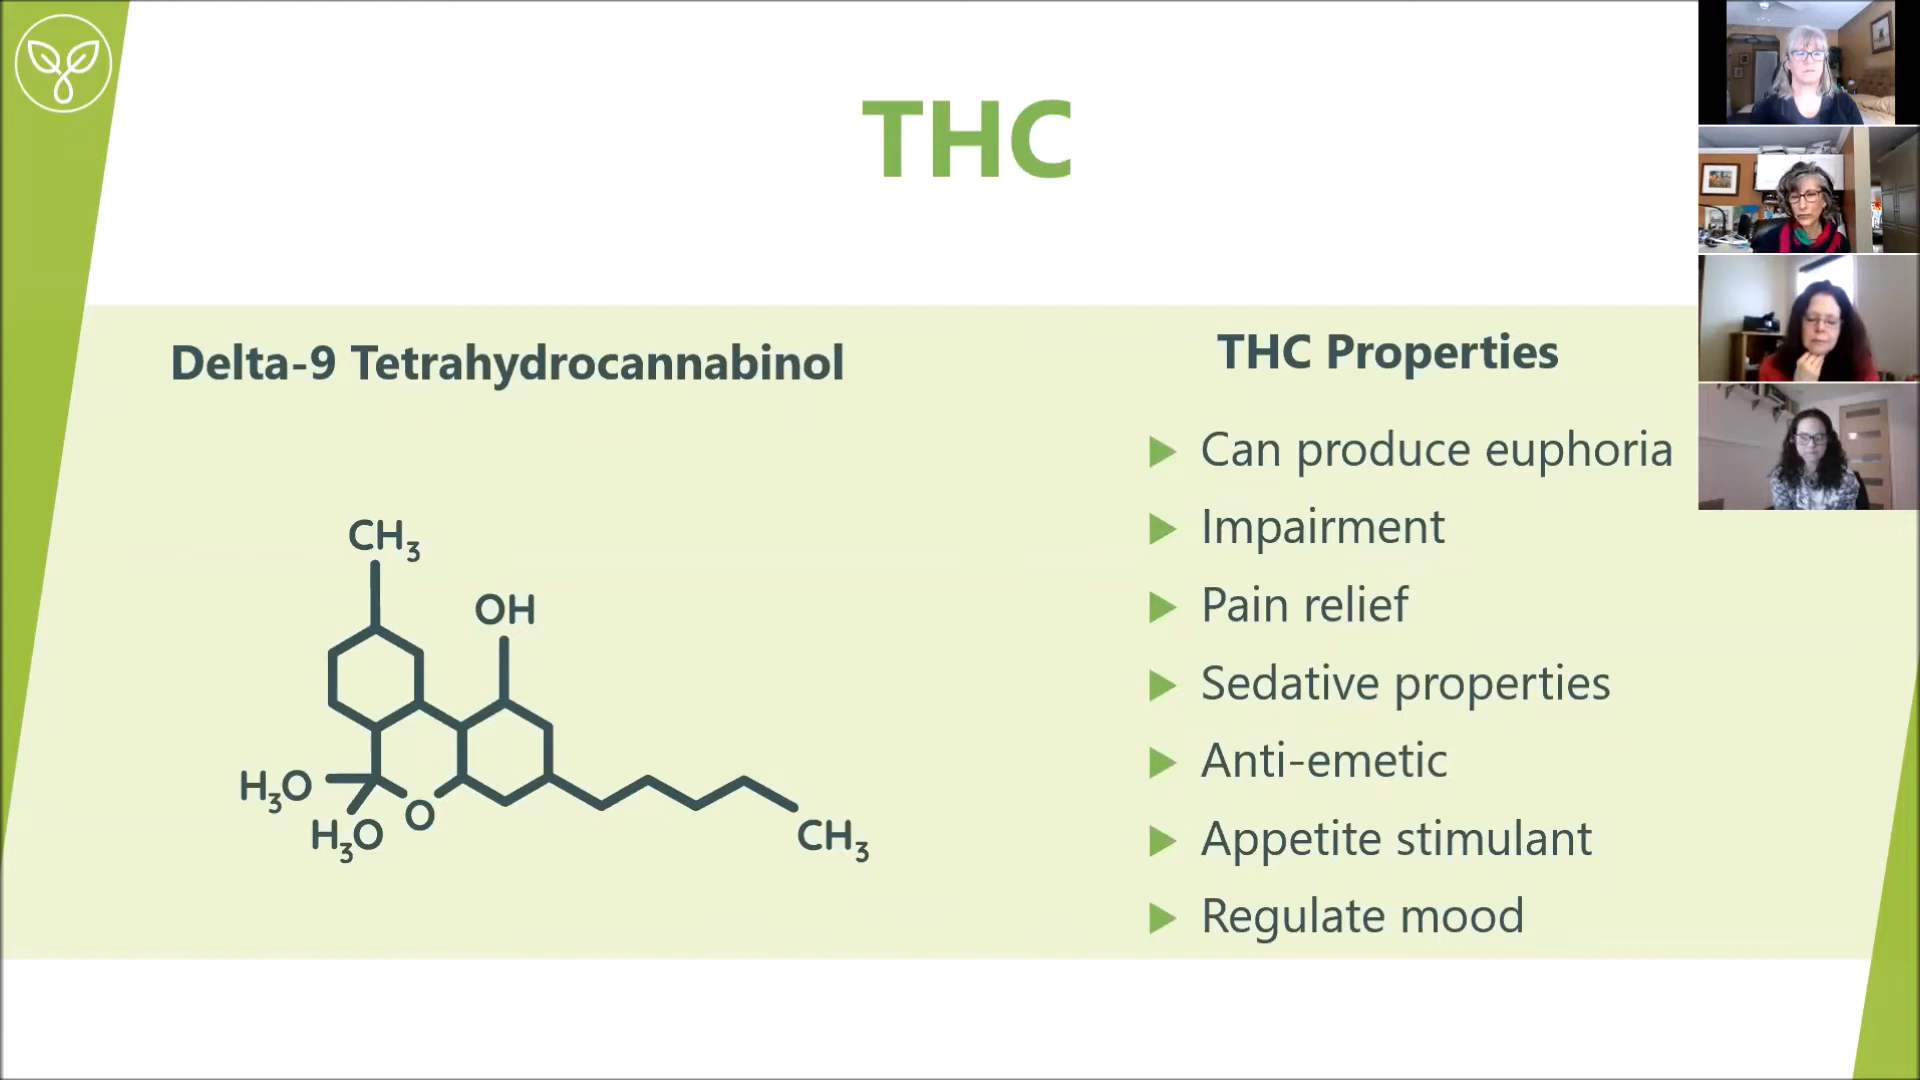 THC
Delta-9 Tetrahydrocannabinol
CH₃
OH
H₃O
H₃O
O
CH₃
THC Properties
Can produce euphoria
Impairment
Pain relief
Sedative properties
Anti-emetic
Appetite stimulant
Regulate mood